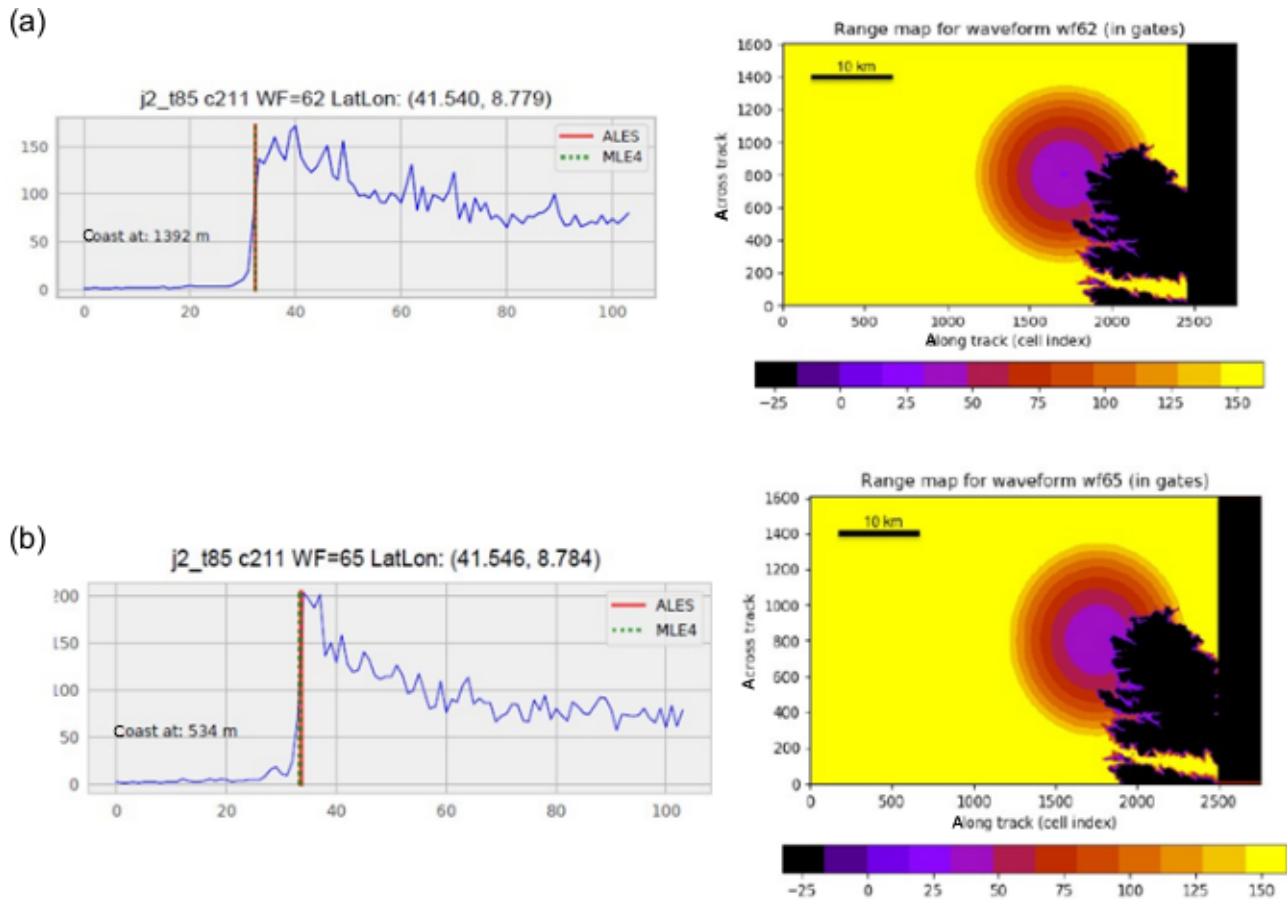 (a)
j2_t85 c211 WF=62 LatLon: (41.540, 8.779)
150
100
50
0
Coast at: 1392 m
ALES
MLE4
0 20 40 60 80 100
Range map for waveform wf62 (in gates)
1600
1400
1200
1000
800
600
400
200
0
Across track
10 km
0 500 1000 1500 2000 2500
Along track (cell index)
−25 0 25 50 75 100 125 150
(b)
j2_t85 c211 WF=65 LatLon: (41.546, 8.784)
200
150
100
50
0
Coast at: 534 m
ALES
MLE4
0 20 40 60 80 100
Range map for waveform wf65 (in gates)
1600
1400
1200
1000
800
600
400
200
0
Across track
10 km
0 500 1000 1500 2000 2500
Along track (cell index)
−25 0 25 50 75 100 125 150